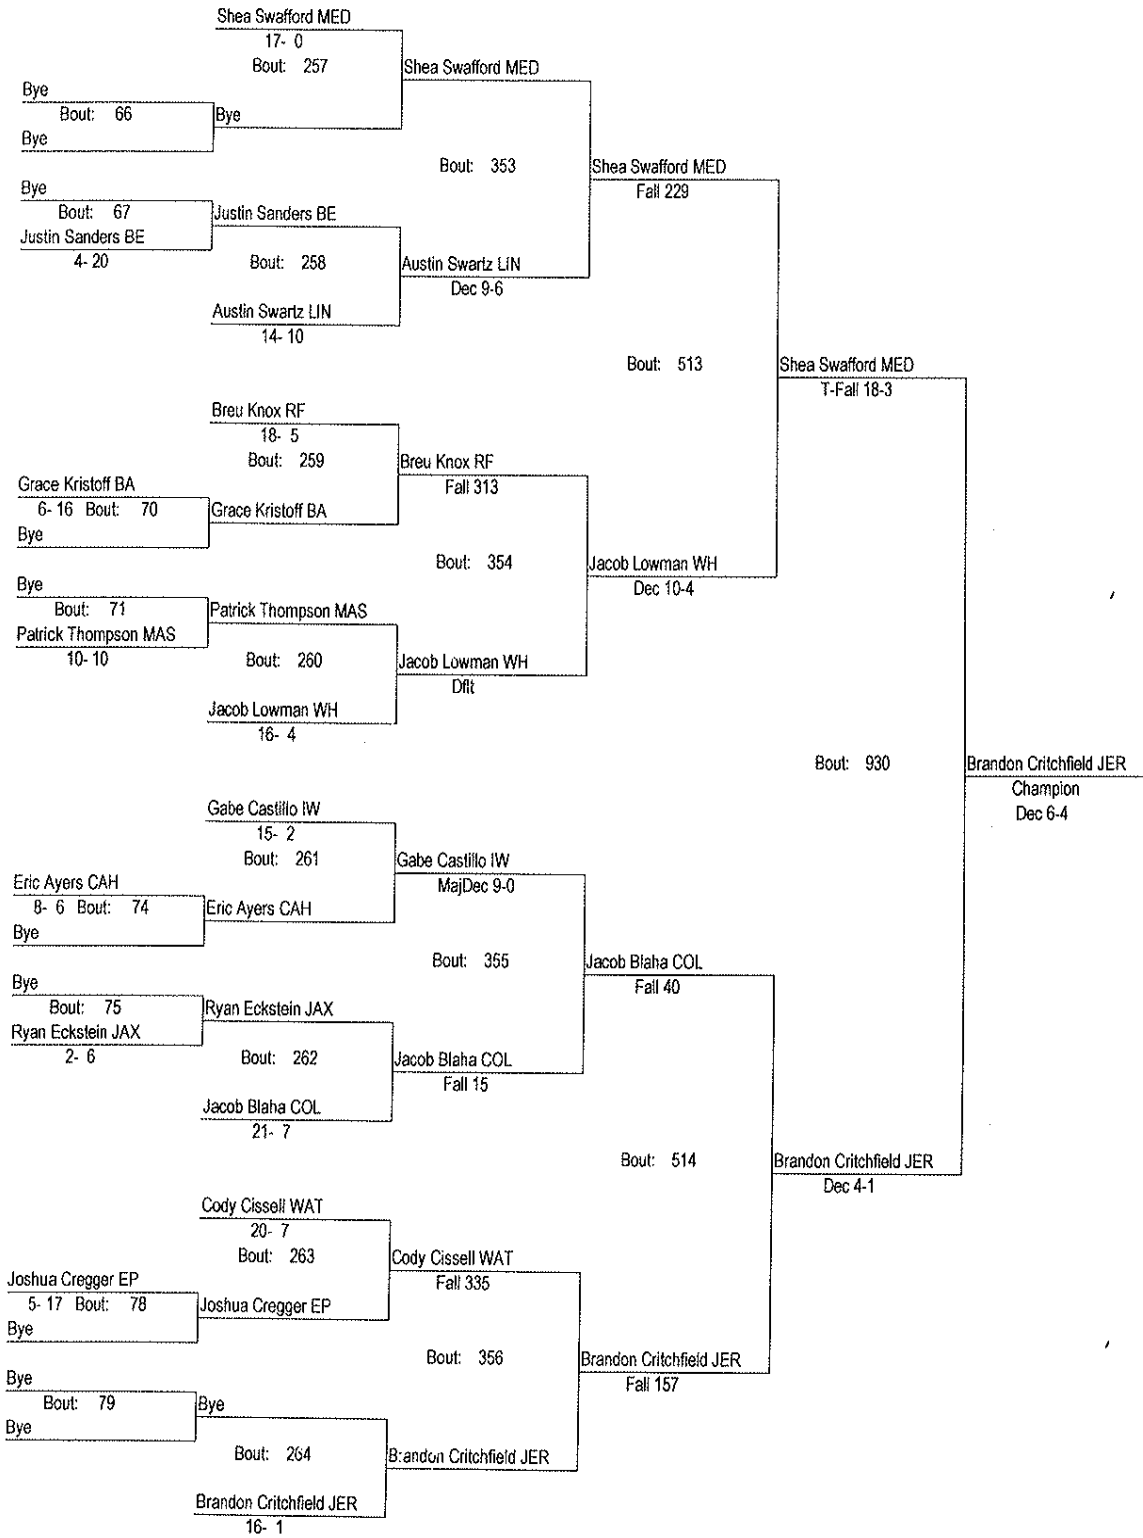 Shea Swafford MED
17- 0
Bout: 257
Shea Swafford MED
Bye
Bout: 66
Bye
Bye
Bout: 353
Shea Swafford MED
Fall 229
Bye
Bout: 67
Justin Sanders BE
Justin Sanders BE
4- 20
Bout: 258
Austin Swartz LIN
Dec 9-6
Austin Swartz LIN
14- 10
Bout: 513
Shea Swafford MED
T-Fall 18-3
Breu Knox RF
18- 5
Bout: 259
Breu Knox RF
Fall 313
Grace Kristoff BA
6- 16 Bout: 70
Grace Kristoff BA
Bye
Bout: 354
Jacob Lowman WH
Dec 10-4
Bye
Bout: 71
Patrick Thompson MAS
Patrick Thompson MAS
10- 10
Bout: 260
Jacob Lowman WH
Dflt
Jacob Lowman WH
16- 4
Bout: 930
Brandon Critchfield JER
Champion
Dec 6-4
Gabe Castillo IW
15- 2
Bout: 261
Gabe Castillo IW
MajDec 9-0
Eric Ayers CAH
8- 6 Bout: 74
Eric Ayers CAH
Bye
Bout: 355
Jacob Blaha COL
Fall 40
Bye
Bout: 75
Ryan Eckstein JAX
Ryan Eckstein JAX
2- 6
Bout: 262
Jacob Blaha COL
Fall 15
Jacob Blaha COL
21- 7
Bout: 514
Brandon Critchfield JER
Dec 4-1
Cody Cissell WAT
20- 7
Bout: 263
Cody Cissell WAT
Fall 335
Joshua Cregger EP
5- 17 Bout: 78
Joshua Cregger EP
Bye
Bout: 356
Brandon Critchfield JER
Fall 157
Bye
Bout: 79
Bye
Bye
Bout: 264
Brandon Critchfield JER
Brandon Critchfield JER
16- 1